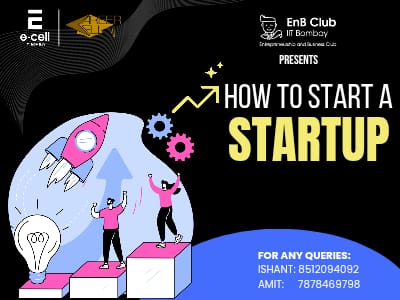 e-cell
EnB Club
IIT Bombay
Entrepreneurship and Business Club
PRESENTS
HOW TO START A
STARTUP
FOR ANY QUERIES:
ISHANT: 8512094092
AMIT: 7878469798